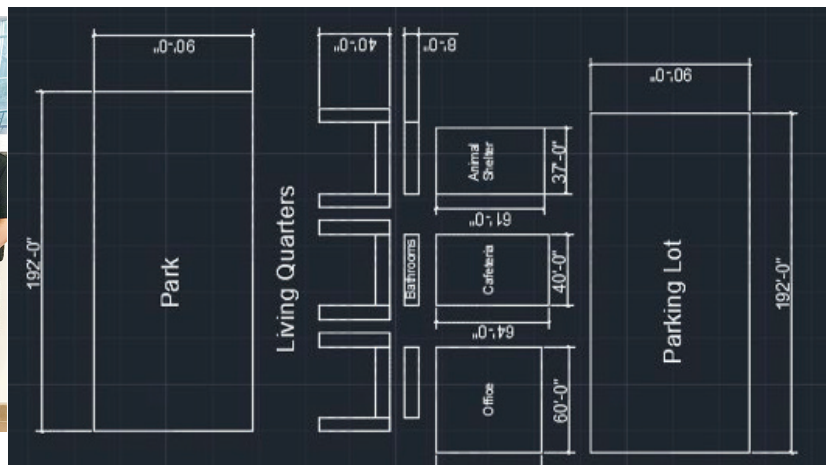 90'-0"
40'-0"
8'-0"
90'-0"
192'-0"
Park
Living Quarters
Bathrooms
Animal
Shelter
37'-0"
61'-0"
Cafeteria
40'-0"
64'-0"
Office
60'-0"
Parking Lot
192'-0"